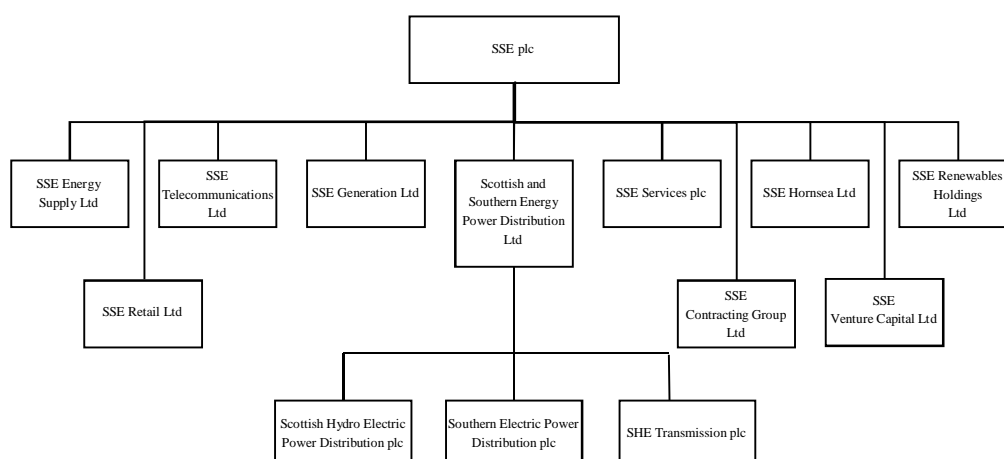 SSE plc
SSE Energy
Supply Ltd
SSE
Telecommunications
Ltd
SSE Generation Ltd
Scottish and
Southern Energy
Power Distribution
Ltd
SSE Services plc
SSE Hornsea Ltd
SSE Renewables
Holdings
Ltd
SSE Retail Ltd
SSE
Contracting Group
Ltd
SSE
Venture Capital Ltd
Scottish Hydro Electric
Power Distribution plc
Southern Electric Power
Distribution plc
SHE Transmission plc